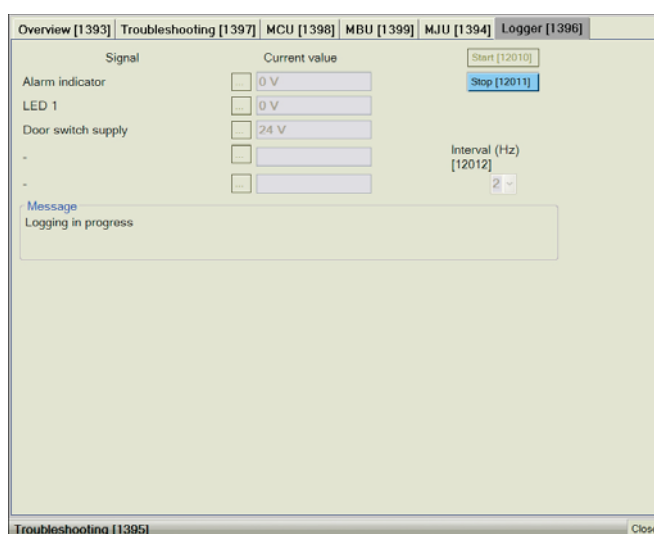 Overview [1393] Troubleshooting [1397] MCU [1398] MBU [1399] MJU [1394] Logger [1396]
Signal Current value Start [12010]
Alarm indicator ... 0 V Stop [12011]
LED 1 ... 0 V
Door switch supply ... 24 V
- ... Interval (Hz)
[12012]
- ... 2
Message
Logging in progress
Troubleshooting [1395] Close